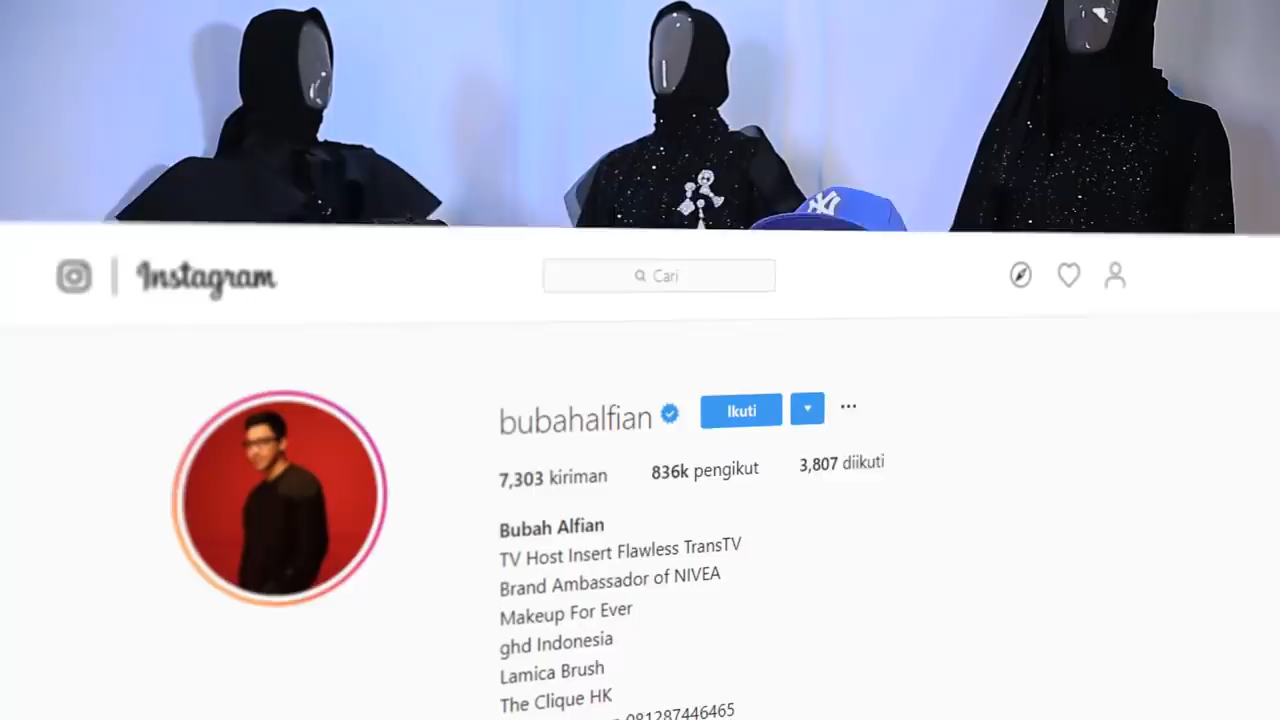 NY
Instagram
Cari
bubahalfian Ikuti
7,303 kiriman 836k pengikut 3,807 diikuti
Bubah Alfian
TV Host Insert Flawless TransTV
Brand Ambassador of NIVEA
Makeup For Ever
ghd Indonesia
Lamica Brush
The Clique HK
081287446465